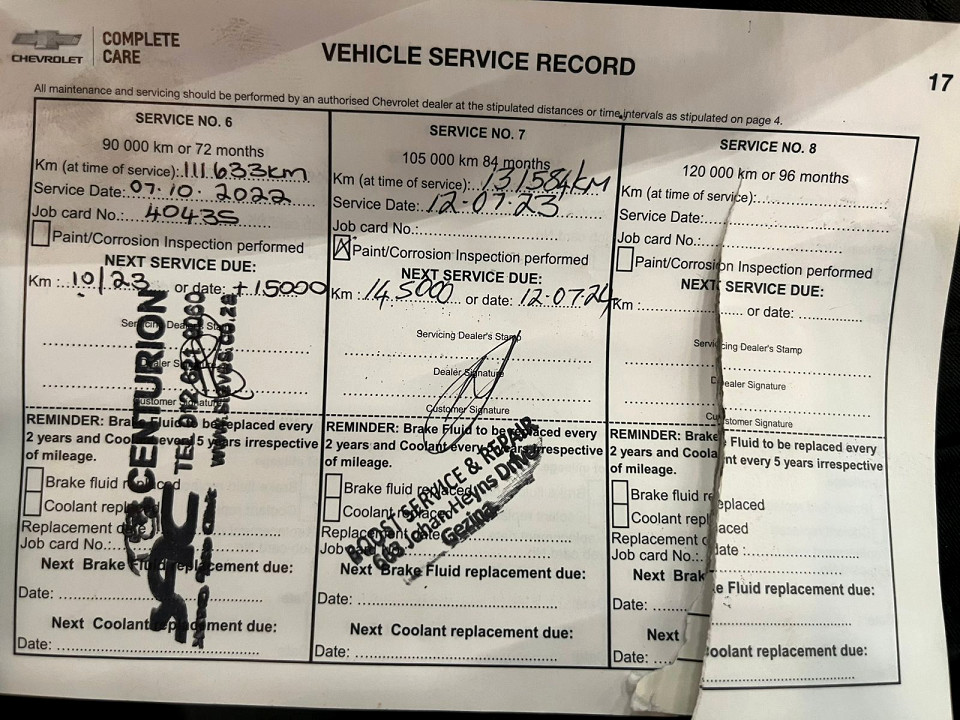 CHEVROLET
COMPLETE
CARE
VEHICLE SERVICE RECORD
17
All maintenance and servicing should be performed by an authorised Chevrolet dealer at the stipulated distances or time intervals as stipulated on page 4.
SERVICE NO. 6
90 000 km or 72 months
Km (at time of service):.111 633km
Service Date: 07.10.2022
Job card No.: 40435
Paint/Corrosion Inspection performed
NEXT SERVICE DUE:
Km : 10/23 or date: +15000
Servicing Dealer's Stamp
Dealer Signature
Customer Signature
REMINDER: Brake Fluid to be replaced every
2 years and Coolant every 5 years irrespective
of mileage.
Brake fluid replaced
Coolant replaced
Replacement date
Job card No.:
Next Brake Fluid replacement due:
Date:
Next Coolant replacement due:
Date:
SAC CENTURION
TEL: 012 621 0060
SERVICE NO. 7
105 000 km 84 months
Km (at time of service): 131584KM
Service Date: 12-07-23
Job card No.:
Paint/Corrosion Inspection performed
NEXT SERVICE DUE:
Km : 145000 or date: 12-07-24
Servicing Dealer's Stamp
Dealer Signature
Customer Signature
REMINDER: Brake Fluid to be replaced every
2 years and Coolant every 5 years irrespective
of mileage.
Brake fluid replaced
Coolant replaced
Replacement date
Job
Next Brake Fluid replacement due:
Date:
Next Coolant replacement due:
Date:
BOOST SERVICE & REPAIR
Johan Heyns Drive
Gezina
SERVICE NO. 8
120 000 km or 96 months
Km (at time of service):
Service Date:
Job card No.:
Paint/Corrosion Inspection performed
NEXT SERVICE DUE:
Km : or date:
Servicing Dealer's Stamp
Dealer Signature
Customer Signature
REMINDER: Brake Fluid to be replaced every
2 years and Coolant every 5 years irrespective
of mileage.
Brake fluid replaced
Coolant replaced
Replacement date :
Job card No.:
Next Brake Fluid replacement due:
Date:
Next Coolant replacement due:
Date: